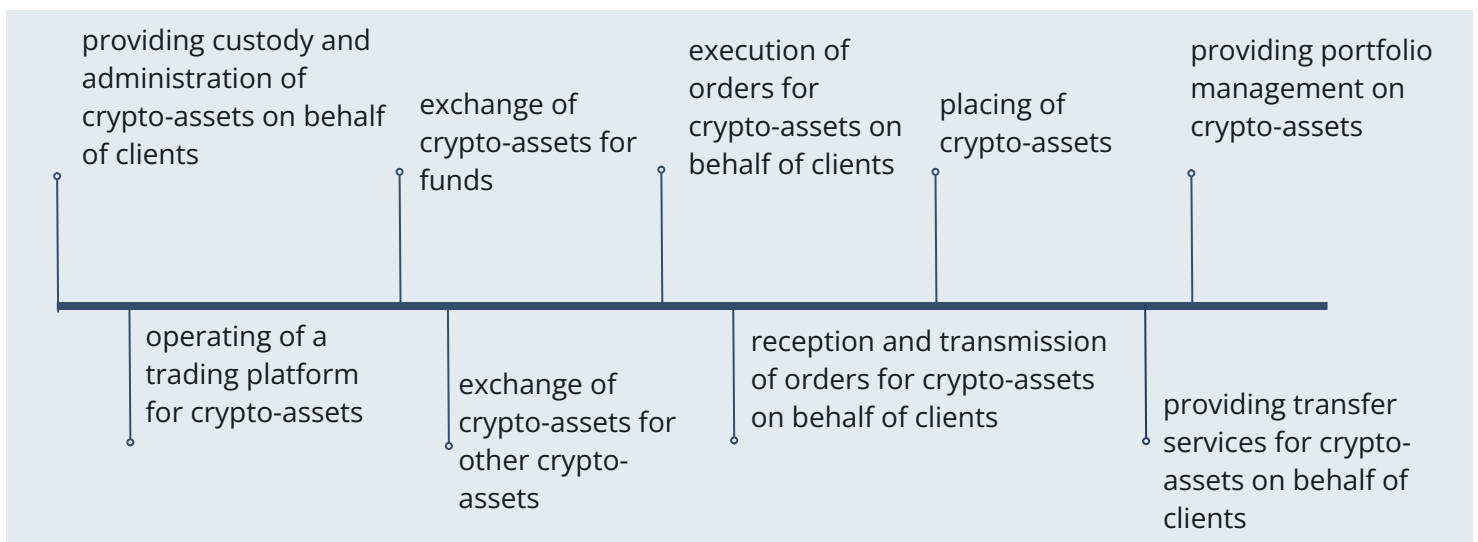 providing custody and
administration of
crypto-assets on behalf
of clients
exchange of
crypto-assets for
funds
execution of
orders for
crypto-assets on
behalf of clients
placing of
crypto-assets
providing portfolio
management on
crypto-assets
operating of a
trading platform
for crypto-assets
exchange of
crypto-assets for
other crypto-
assets
reception and transmission
of orders for crypto-assets
on behalf of clients
providing transfer
services for crypto-
assets on behalf of
clients